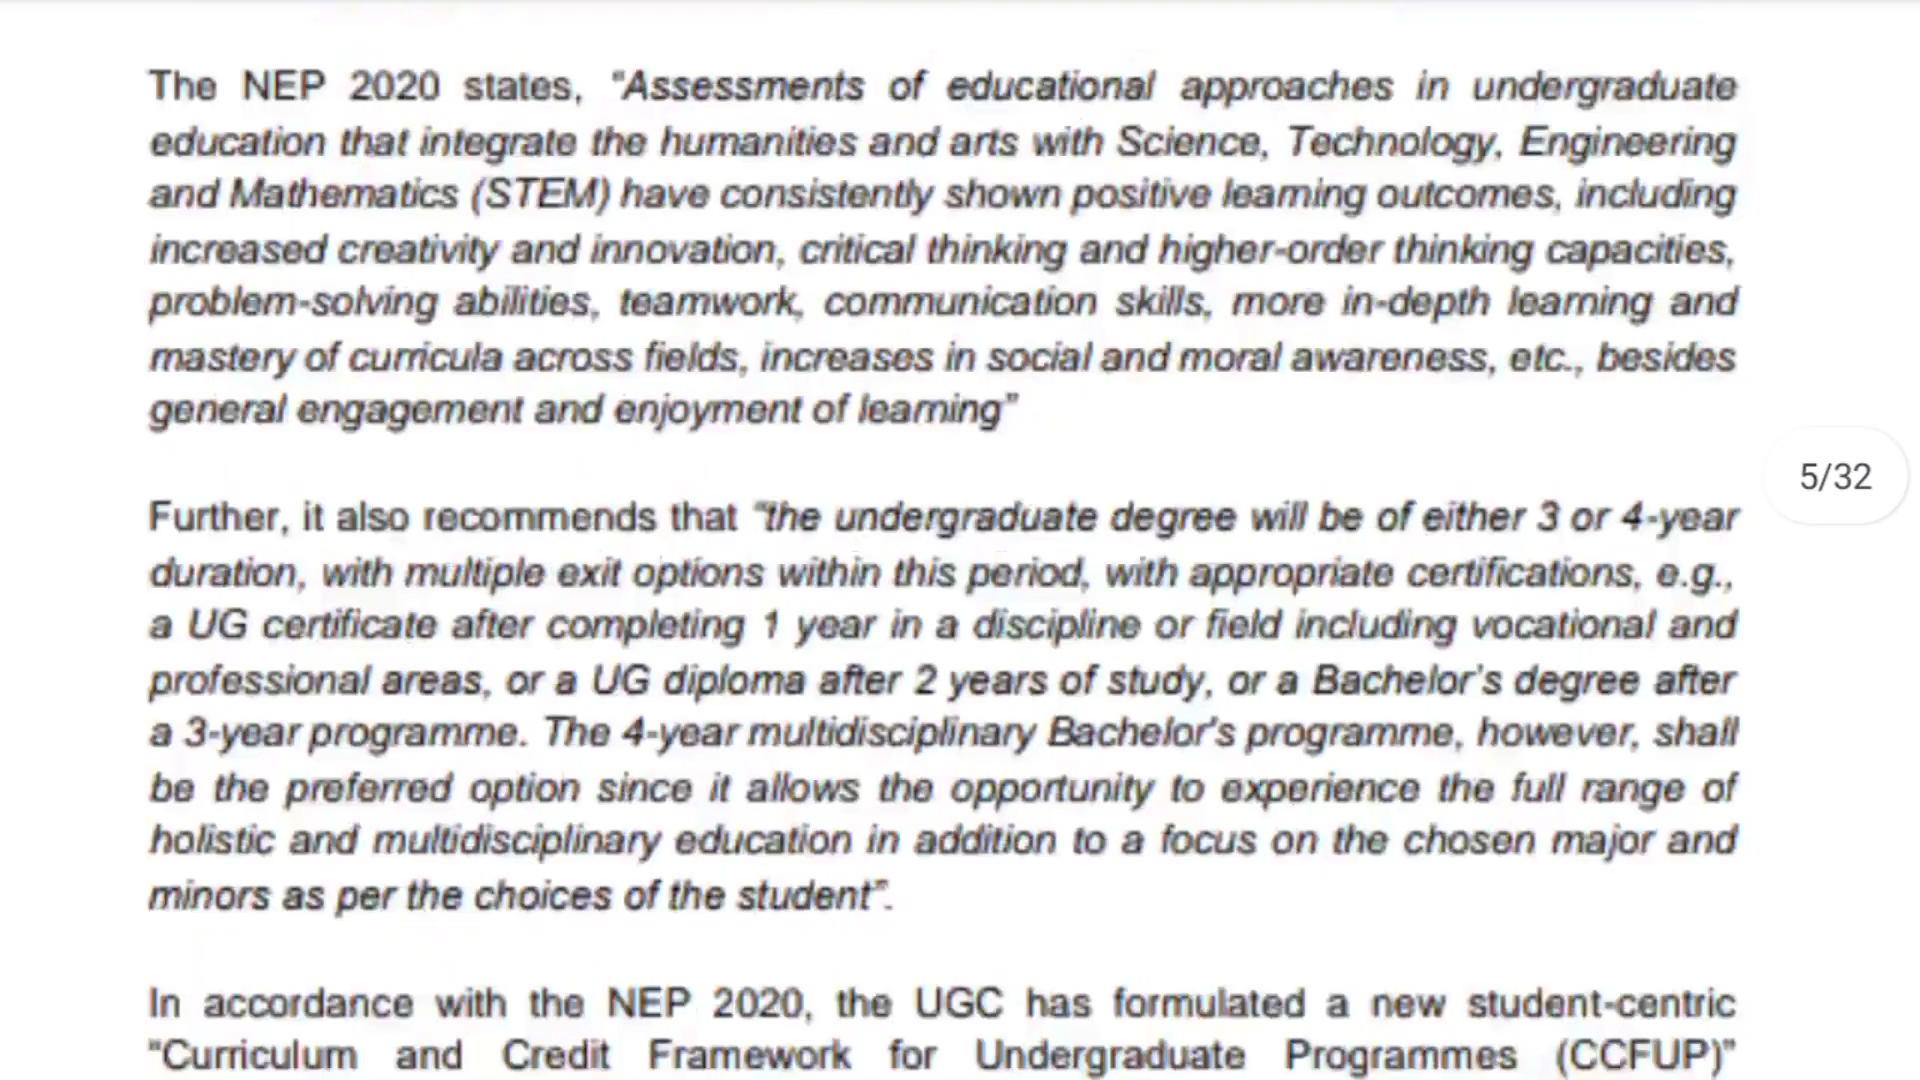 The NEP 2020 states, “Assessments of educational approaches in undergraduate
education that integrate the humanities and arts with Science, Technology, Engineering
and Mathematics (STEM) have consistently shown positive learning outcomes, including
increased creativity and innovation, critical thinking and higher-order thinking capacities,
problem-solving abilities, teamwork, communication skills, more in-depth learning and
mastery of curricula across fields, increases in social and moral awareness, etc., besides
general engagement and enjoyment of learning”
5/32
Further, it also recommends that “the undergraduate degree will be of either 3 or 4-year
duration, with multiple exit options within this period, with appropriate certifications, e.g.,
a UG certificate after completing 1 year in a discipline or field including vocational and
professional areas, or a UG diploma after 2 years of study, or a Bachelor's degree after
a 3-year programme. The 4-year multidisciplinary Bachelor's programme, however, shall
be the preferred option since it allows the opportunity to experience the full range of
holistic and multidisciplinary education in addition to a focus on the chosen major and
minors as per the choices of the student”.
In accordance with the NEP 2020, the UGC has formulated a new student-centric
“Curriculum and Credit Framework for Undergraduate Programmes (CCFUP)”